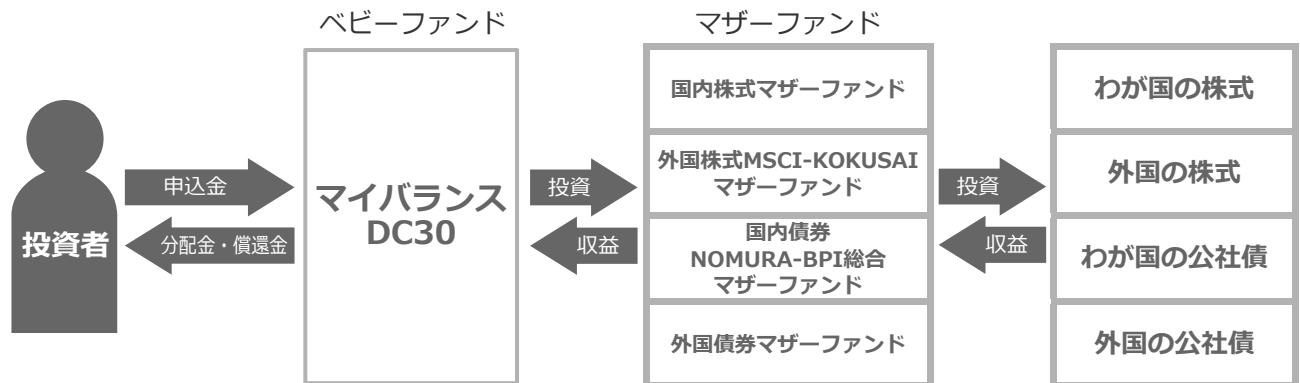 ベビーファンド
マザーファンド
投資者
申込金
分配金・償還金
マイバランス
DC30
投資
収益
国内株式マザーファンド
外国株式MSCI-KOKUSAI
マザーファンド
国内債券
NOMURA-BPI総合
マザーファンド
外国債券マザーファンド
投資
収益
わが国の株式
外国の株式
わが国の公社債
外国の公社債